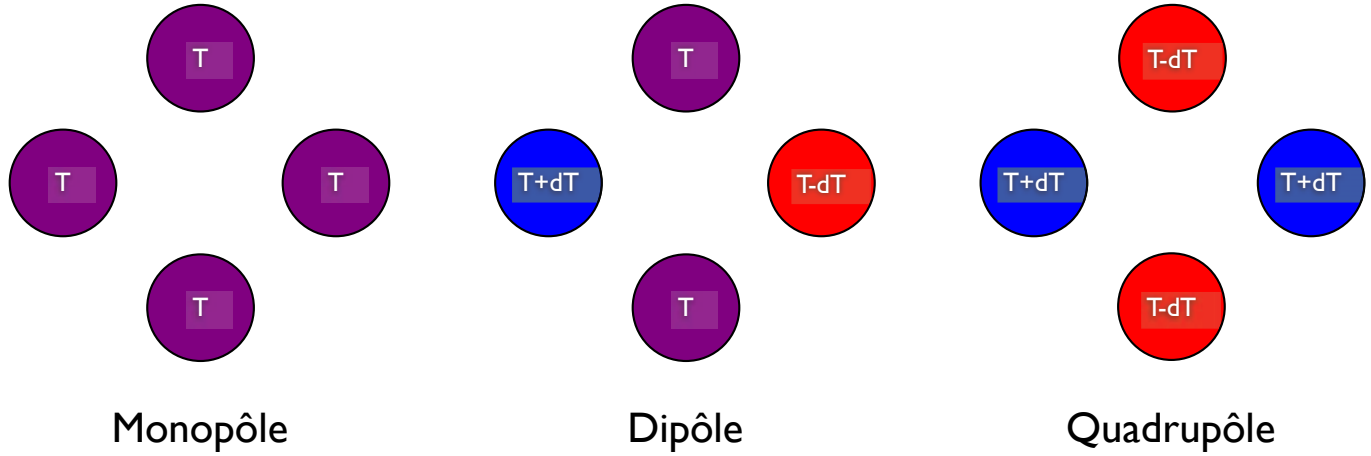 T
T
T-dT
T
T
T+dT
T-dT
T+dT
T+dT
T
T
T-dT
Monopôle
Dipôle
Quadrupôle